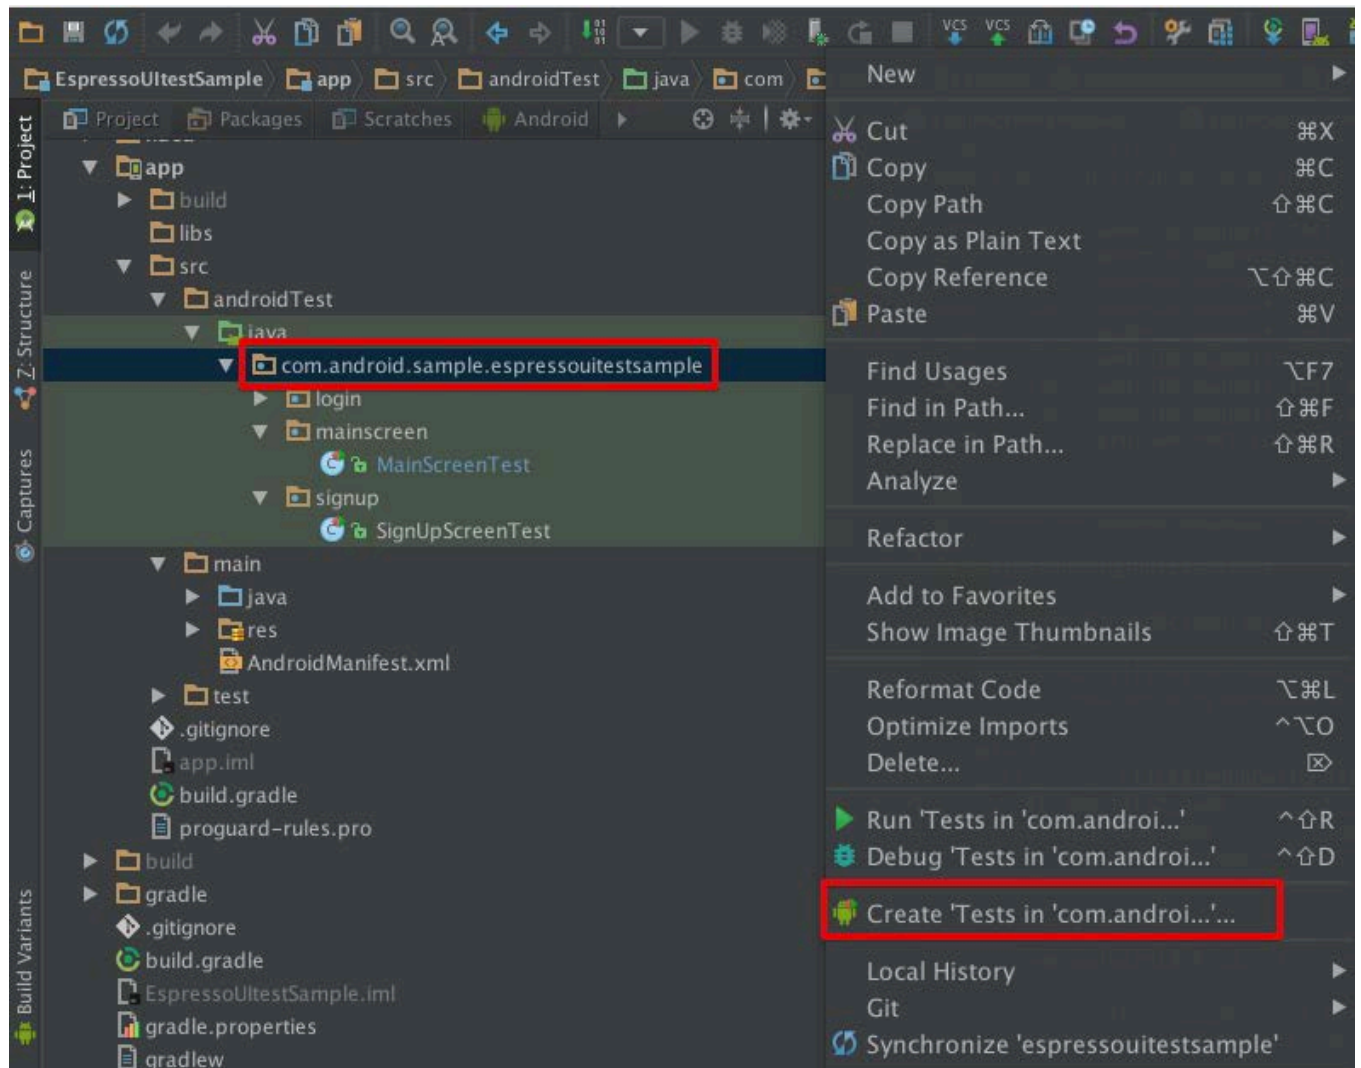 VCS VCS
EspressoUItestSample app src androidTest java com
Project Packages Scratches Android
1: Project
Z: Structure
Captures
Build Variants
app
build
libs
src
androidTest
java
com.android.sample.espressouitestsample
login
mainscreen
MainScreenTest
signup
SignUpScreenTest
main
java
res
AndroidManifest.xml
test
.gitignore
app.iml
build.gradle
proguard-rules.pro
build
gradle
.gitignore
build.gradle
EspressoUItestSample.iml
gradle.properties
gradlew
New
Cut ⌘X
Copy ⌘C
Copy Path ⇧⌘C
Copy as Plain Text
Copy Reference ⌥⇧⌘C
Paste ⌘V
Find Usages ⌥F7
Find in Path... ⇧⌘F
Replace in Path... ⇧⌘R
Analyze
Refactor
Add to Favorites
Show Image Thumbnails ⇧⌘T
Reformat Code ⌥⌘L
Optimize Imports ^⌥O
Delete... ⌦
Run 'Tests in 'com.androi...' ^⇧R
Debug 'Tests in 'com.androi...' ^⇧D
Create 'Tests in 'com.androi...'...
Local History
Git
Synchronize 'espressouitestsample'